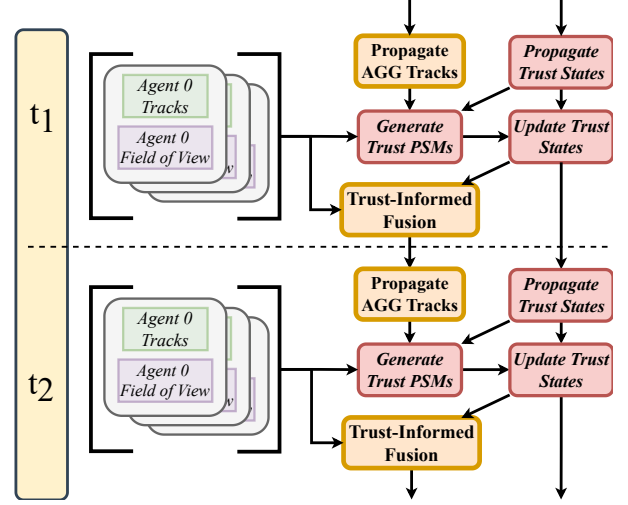 t1
Agent 0
Tracks
Agent 0
Field of View
w
Propagate
AGG Tracks
Propagate
Trust States
Generate
Trust PSMs
Update Trust
States
Trust-Informed
Fusion
t2
Agent 0
Tracks
Agent 0
Field of View
w
Propagate
AGG Tracks
Propagate
Trust States
Generate
Trust PSMs
Update Trust
States
Trust-Informed
Fusion